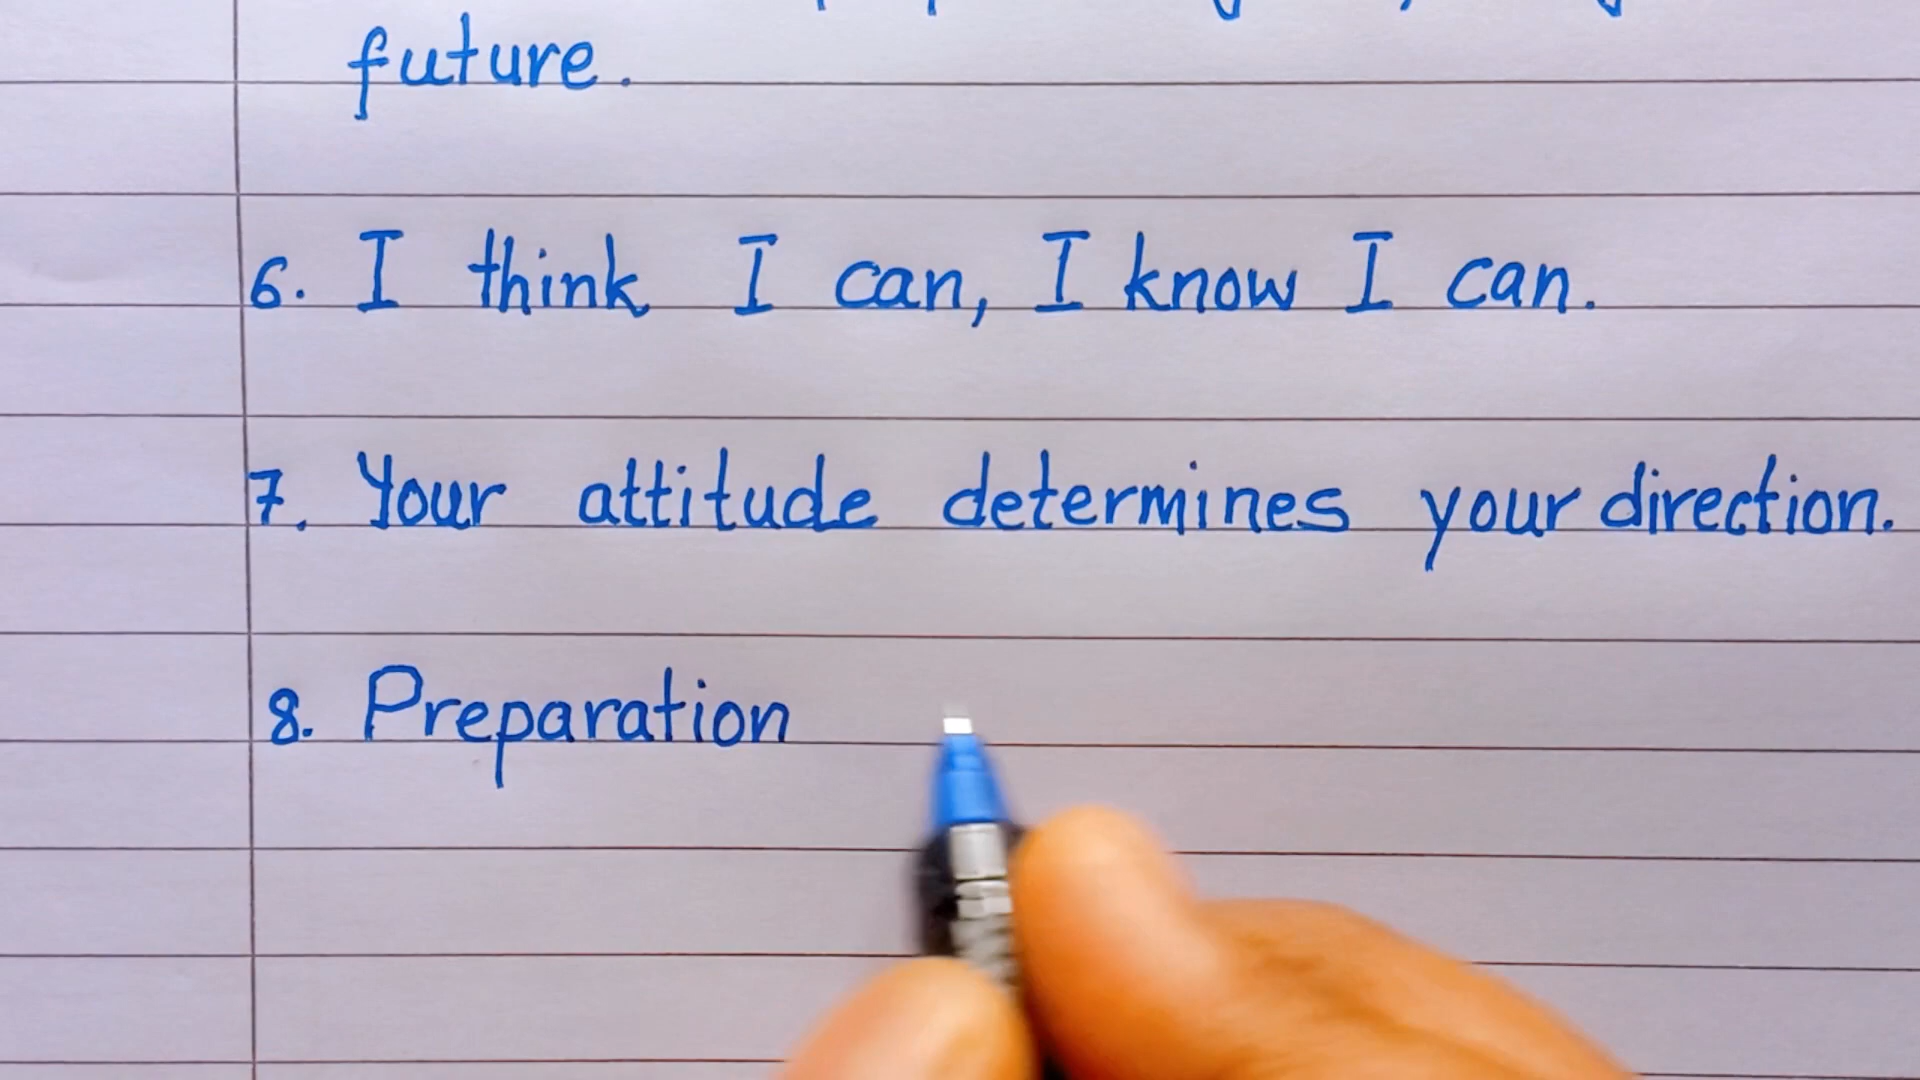 future.
6. I think I can, I know I can.
7. Your attitude determines your direction.
8. Preparation